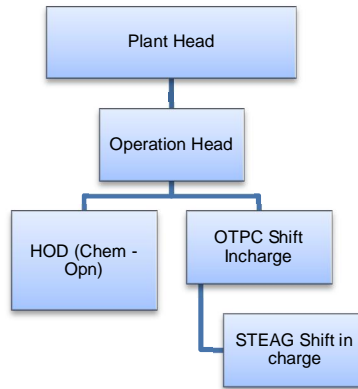 Plant Head
Operation Head
HOD (Chem -
Opn)
OTPC Shift
Incharge
STEAG Shift in
charge